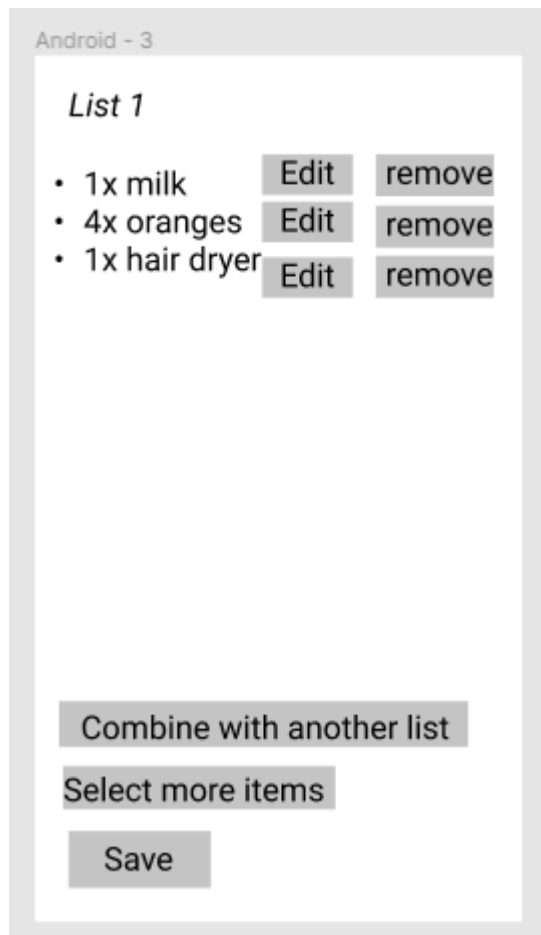 Android - 3
List 1
• 1x milk Edit remove
• 4x oranges Edit remove
• 1x hair dryer Edit remove
Combine with another list
Select more items
Save